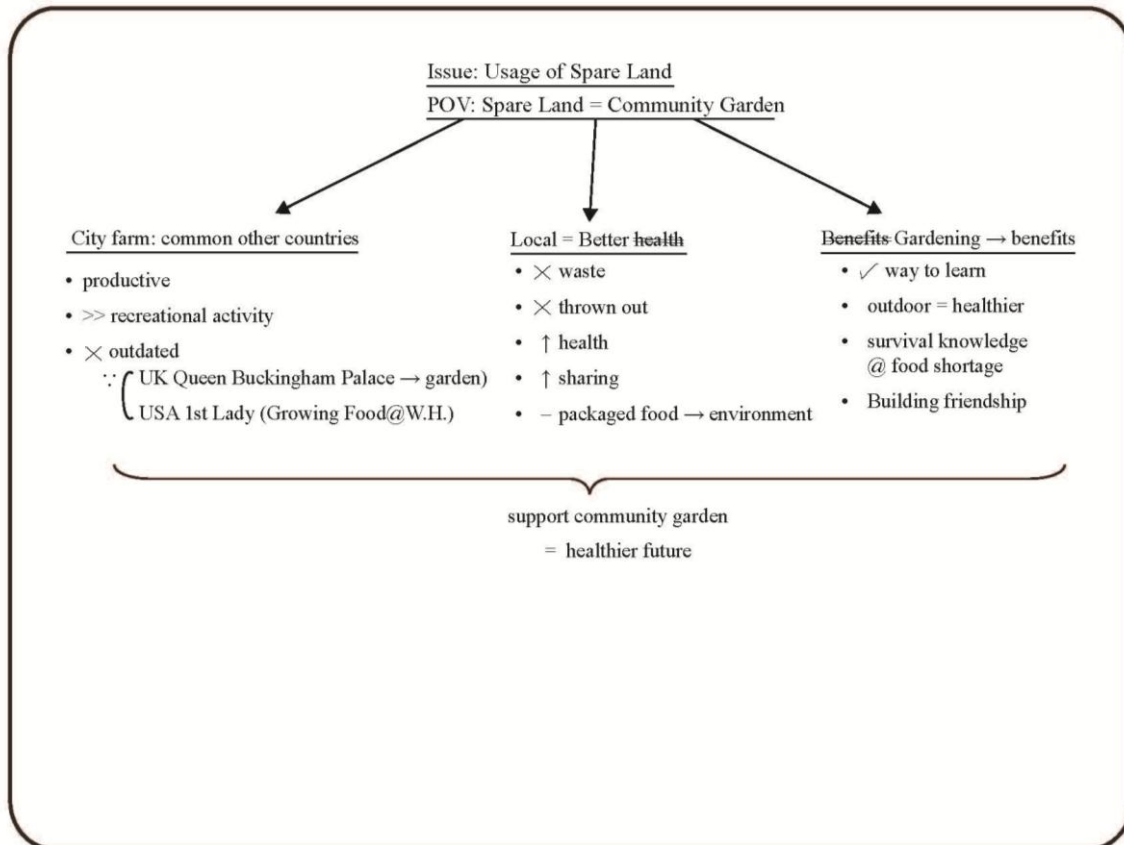 Issue: Usage of Spare Land
POV: Spare Land = Community Garden
City farm: common other countries
• productive
• >> recreational activity
• × outdated
∵ UK Queen Buckingham Palace → garden)
USA 1st Lady (Growing Food@W.H.)
Local = Better ~~health~~
• × waste
• × thrown out
• ↑ health
• ↑ sharing
• – packaged food → environment
~~Benefits~~ Gardening → benefits
• ✓ way to learn
• outdoor = healthier
• survival knowledge
@ food shortage
• Building friendship
support community garden
= healthier future